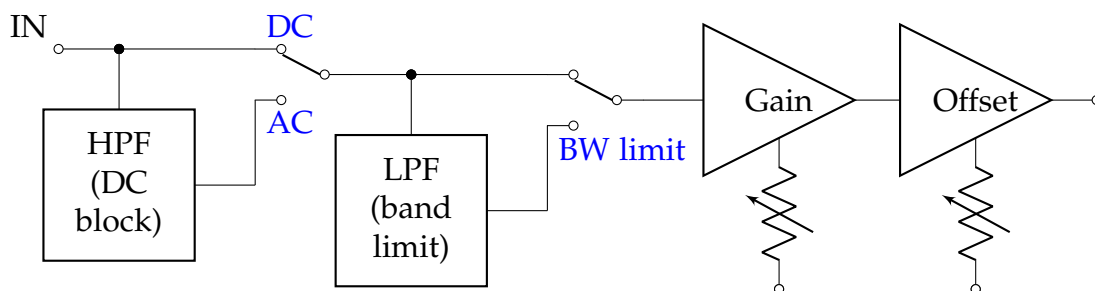 IN
DC
AC
HPF
(DC
block)
LPF
(band
limit)
BW limit
Gain
Offset